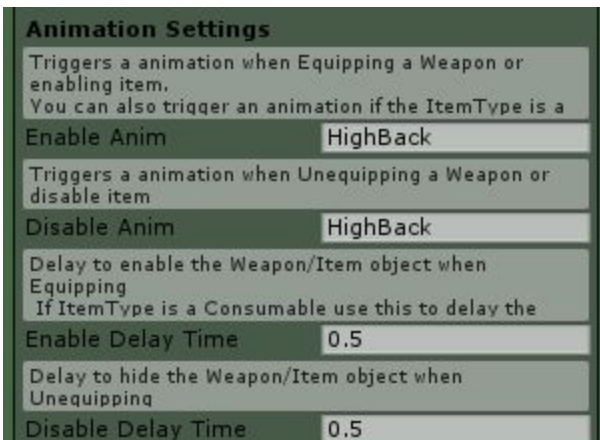 Animation Settings
Triggers a animation when Equipping a Weapon or
enabling item.
You can also trigger an animation if the ItemType is a
Enable Anim HighBack
Triggers a animation when Unequipping a Weapon or
disable item
Disable Anim HighBack
Delay to enable the Weapon/Item object when
Equipping
If ItemType is a Consumable use this to delay the
Enable Delay Time 0.5
Delay to hide the Weapon/Item object when
Unequipping
Disable Delay Time 0.5